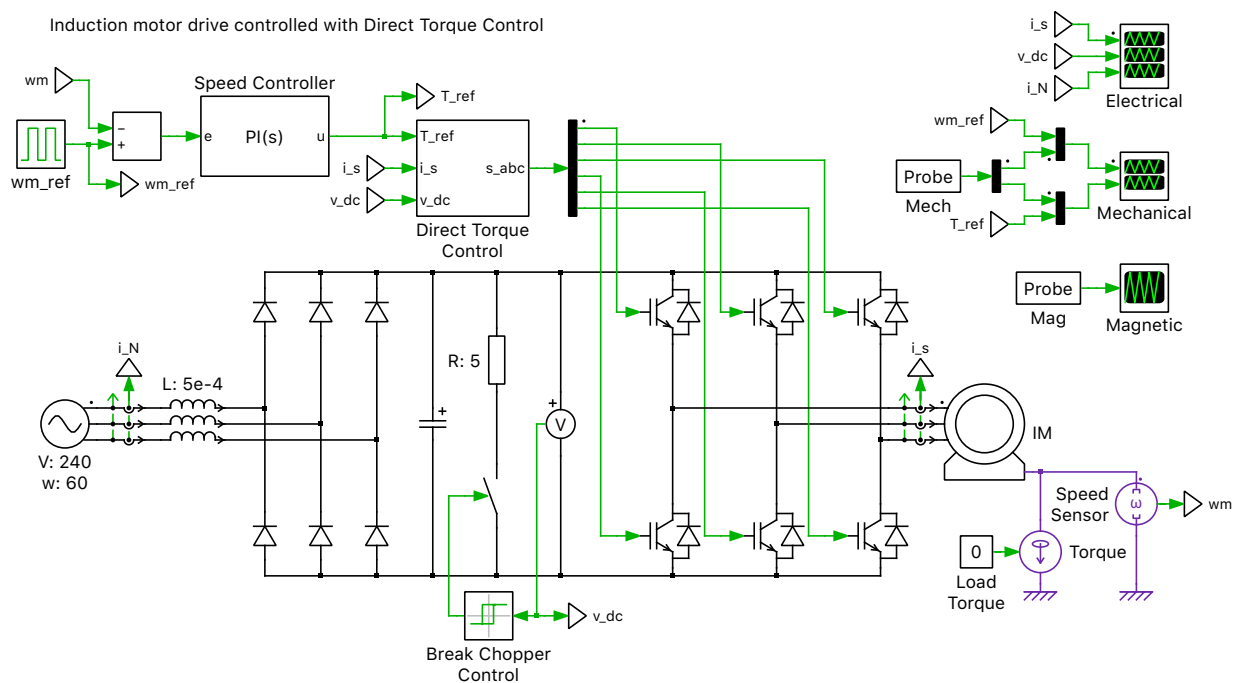 Induction motor drive controlled with Direct Torque Control
wm
wm_ref
wm_ref
−
+
Speed Controller
e
PI(s)
u
T_ref
T_ref
i_s
i_s
v_dc
v_dc
s_abc
Direct Torque
Control
i_s
v_dc
i_N
Electrical
wm_ref
Probe
Mech
T_ref
Mechanical
Probe
Mag
Magnetic
i_N
L: 5e-4
V: 240
w: 60
+
R: 5
+
V
Break Chopper
Control
v_dc
i_s
IM
Speed
Sensor
ω
wm
0
Load
Torque
Torque